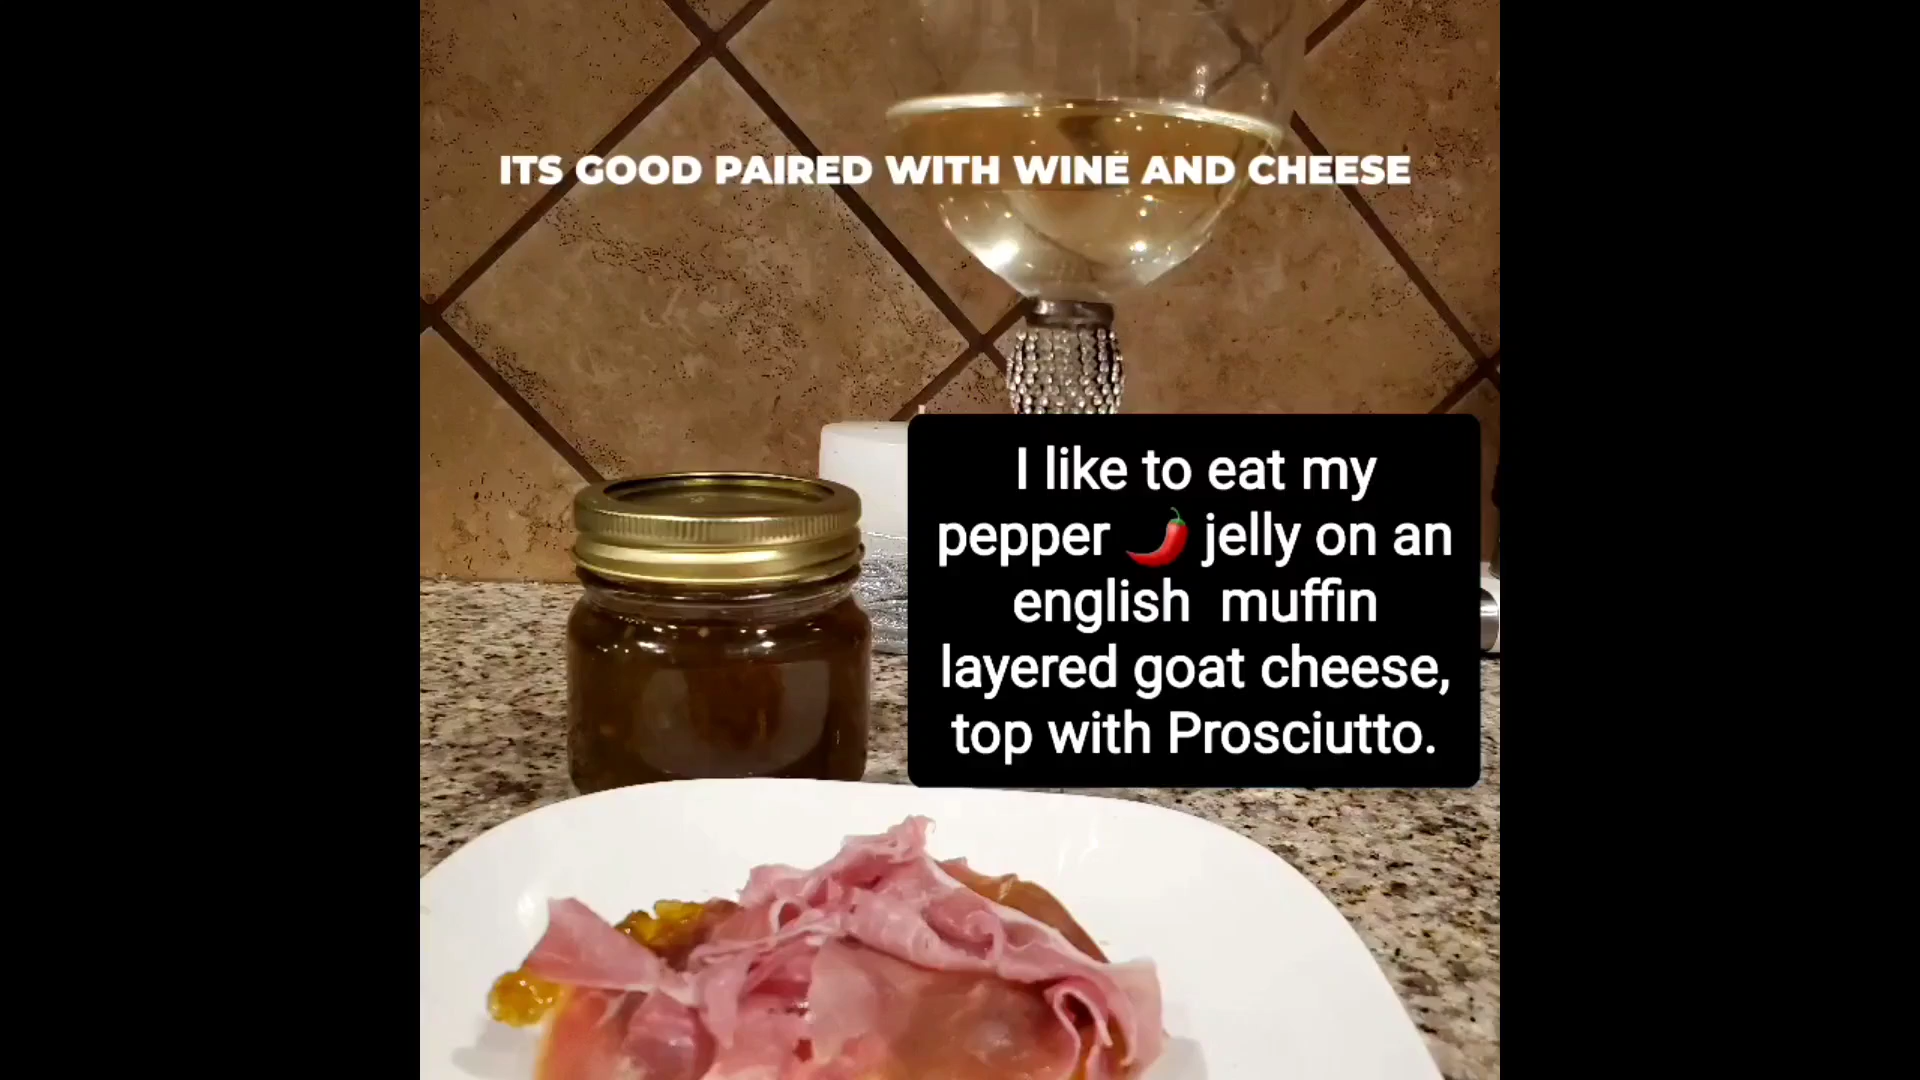 ITS GOOD PAIRED WITH WINE AND CHEESE
I like to eat my
pepper 🌶 jelly on an
english  muffin
layered goat cheese,
top with Prosciutto.